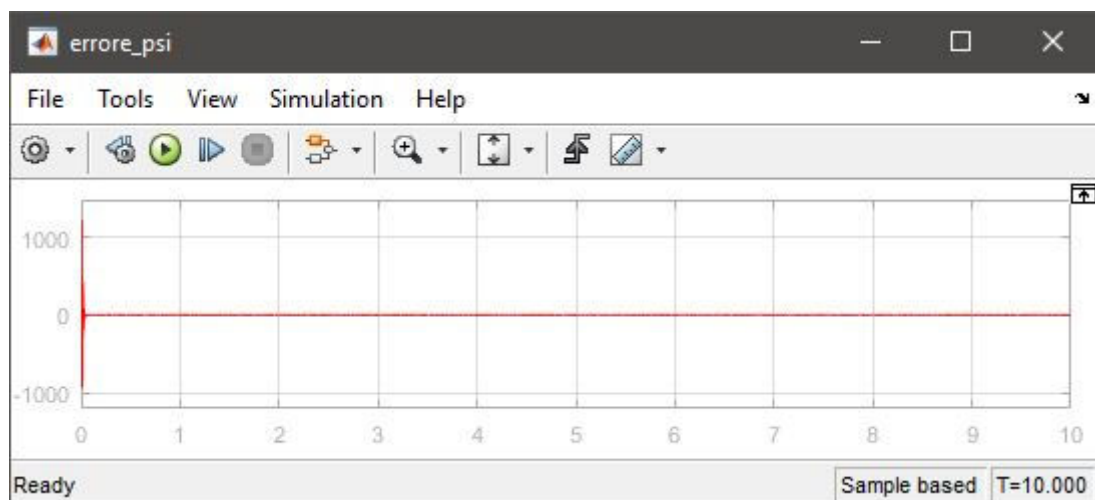 errore_psi
File Tools View Simulation Help
1000
0
-1000
0 1 2 3 4 5 6 7 8 9 10
Ready Sample based T=10.000